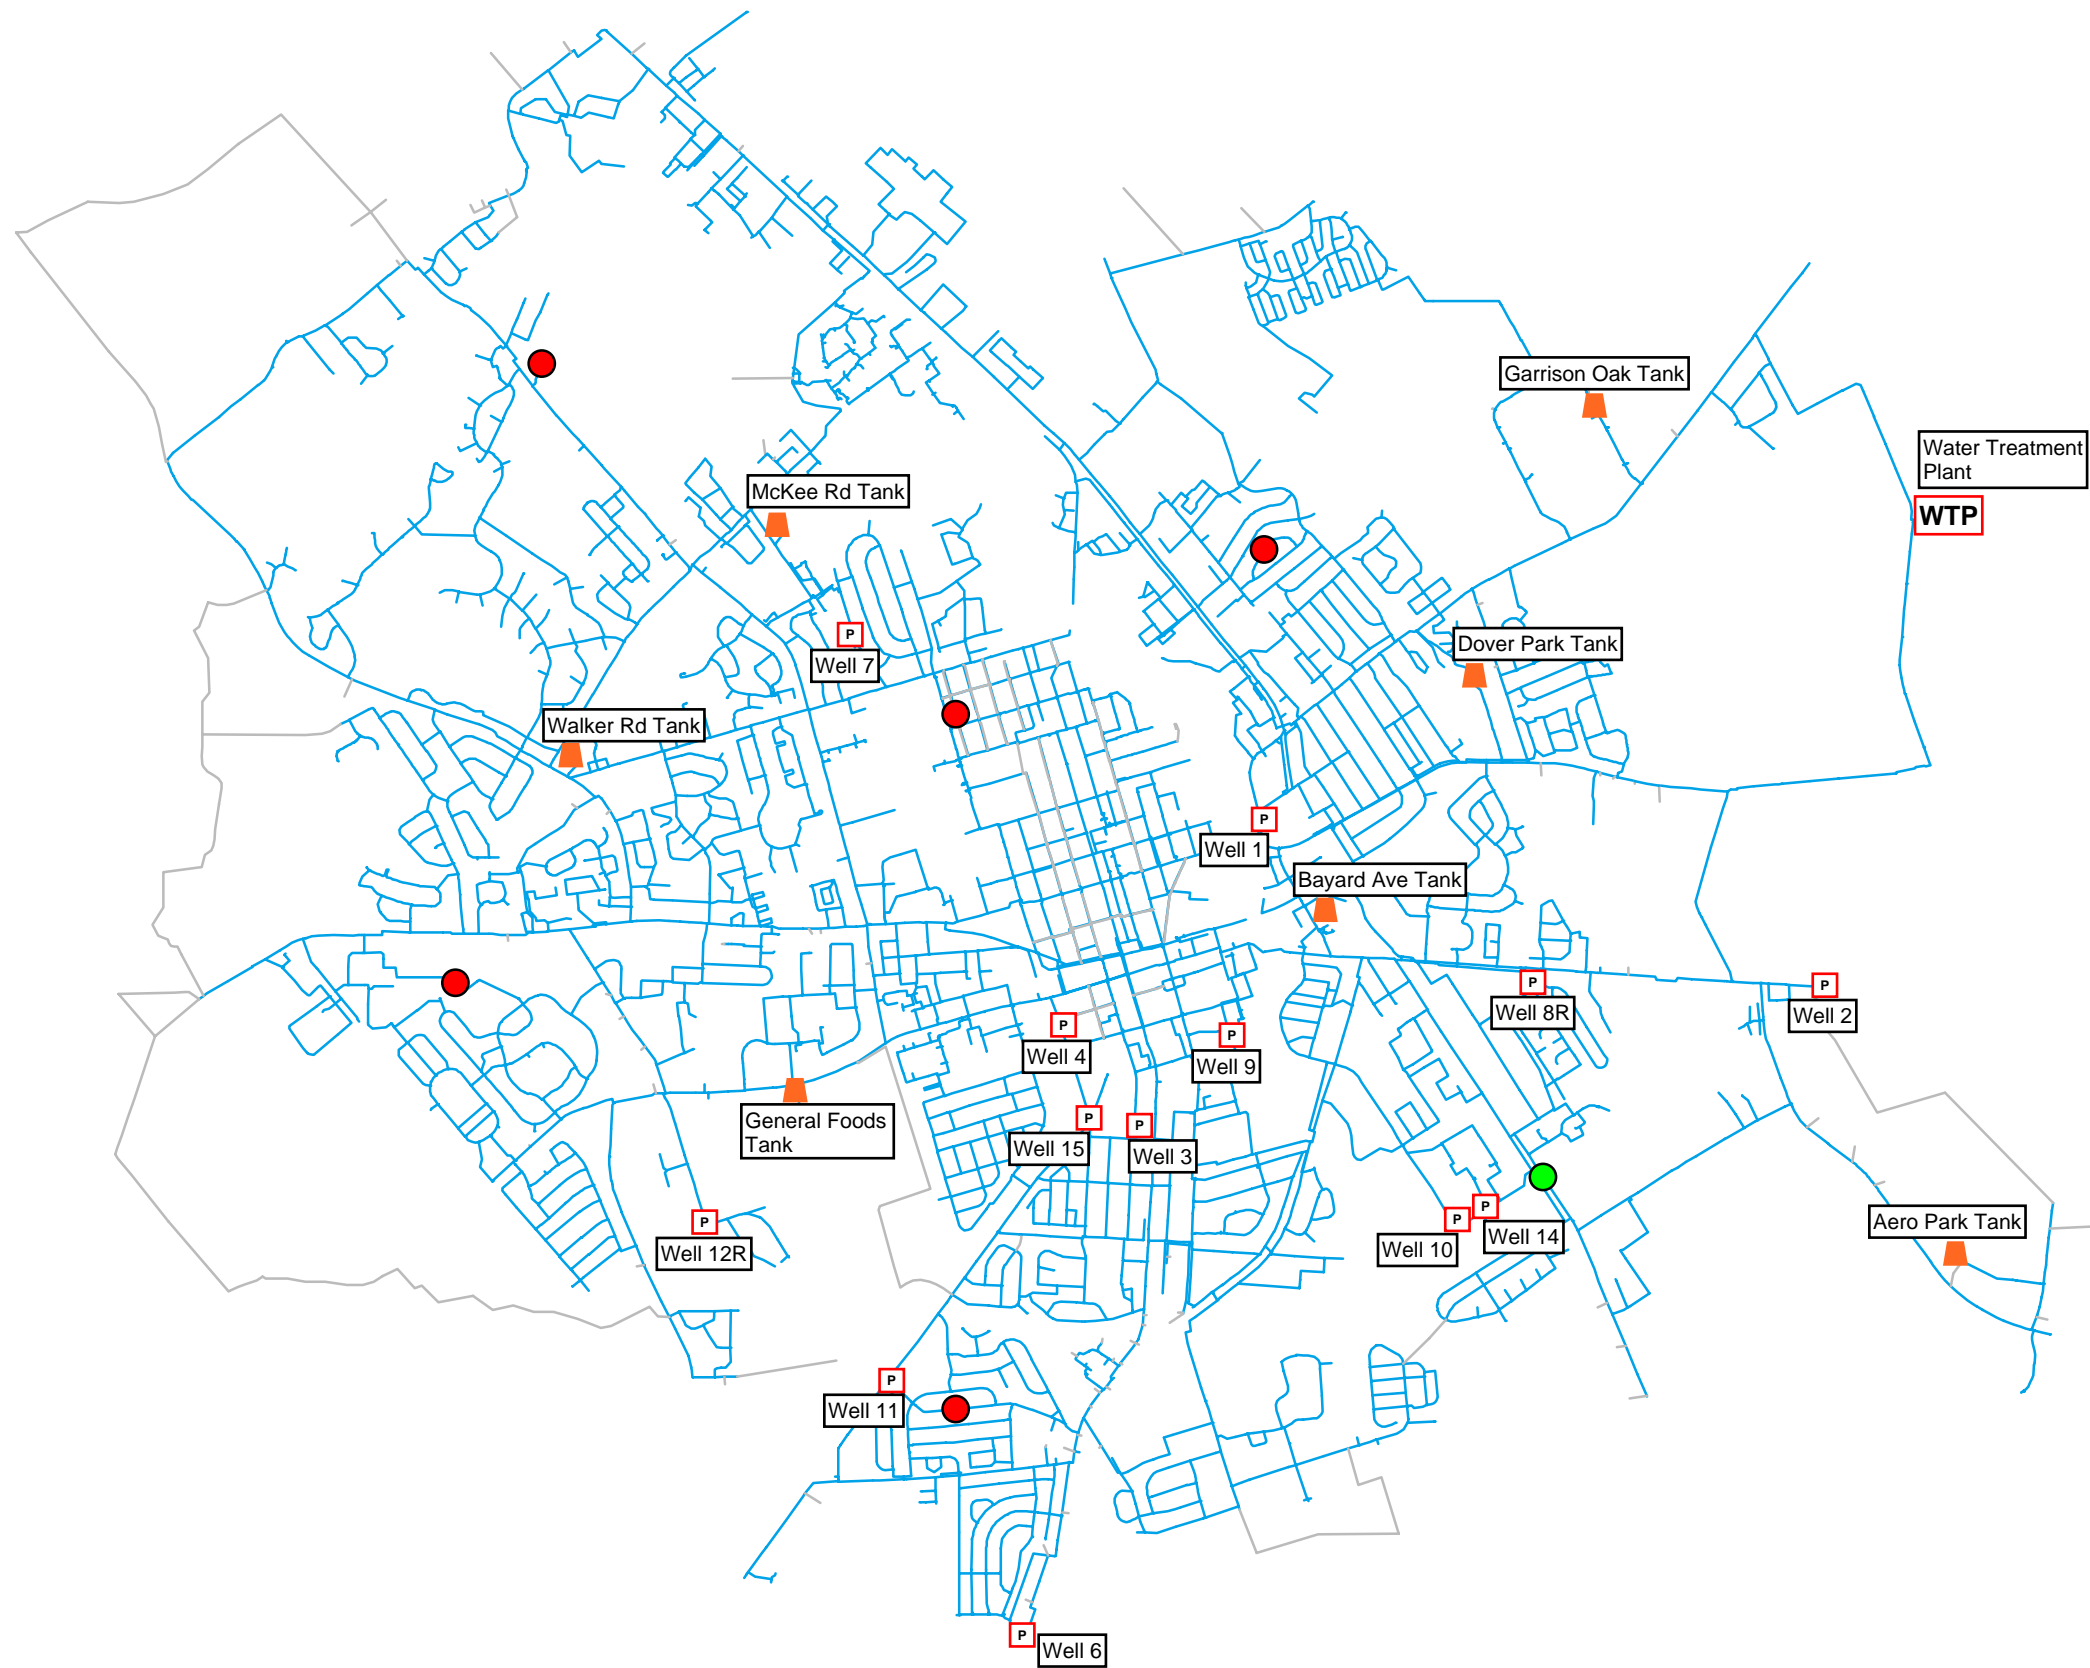 Garrison Oak Tank
Water Treatment
Plant
WTP
McKee Rd Tank
P
Well 7
Dover Park Tank
Walker Rd Tank
P
Well 1
Bayard Ave Tank
P
Well 8R
P
Well 2
P
Well 4
P
Well 9
General Foods
Tank
P
Well 15
P
Well 3
P
Well 12R
P
Well 10
P
Well 14
Aero Park Tank
P
Well 11
P
Well 6